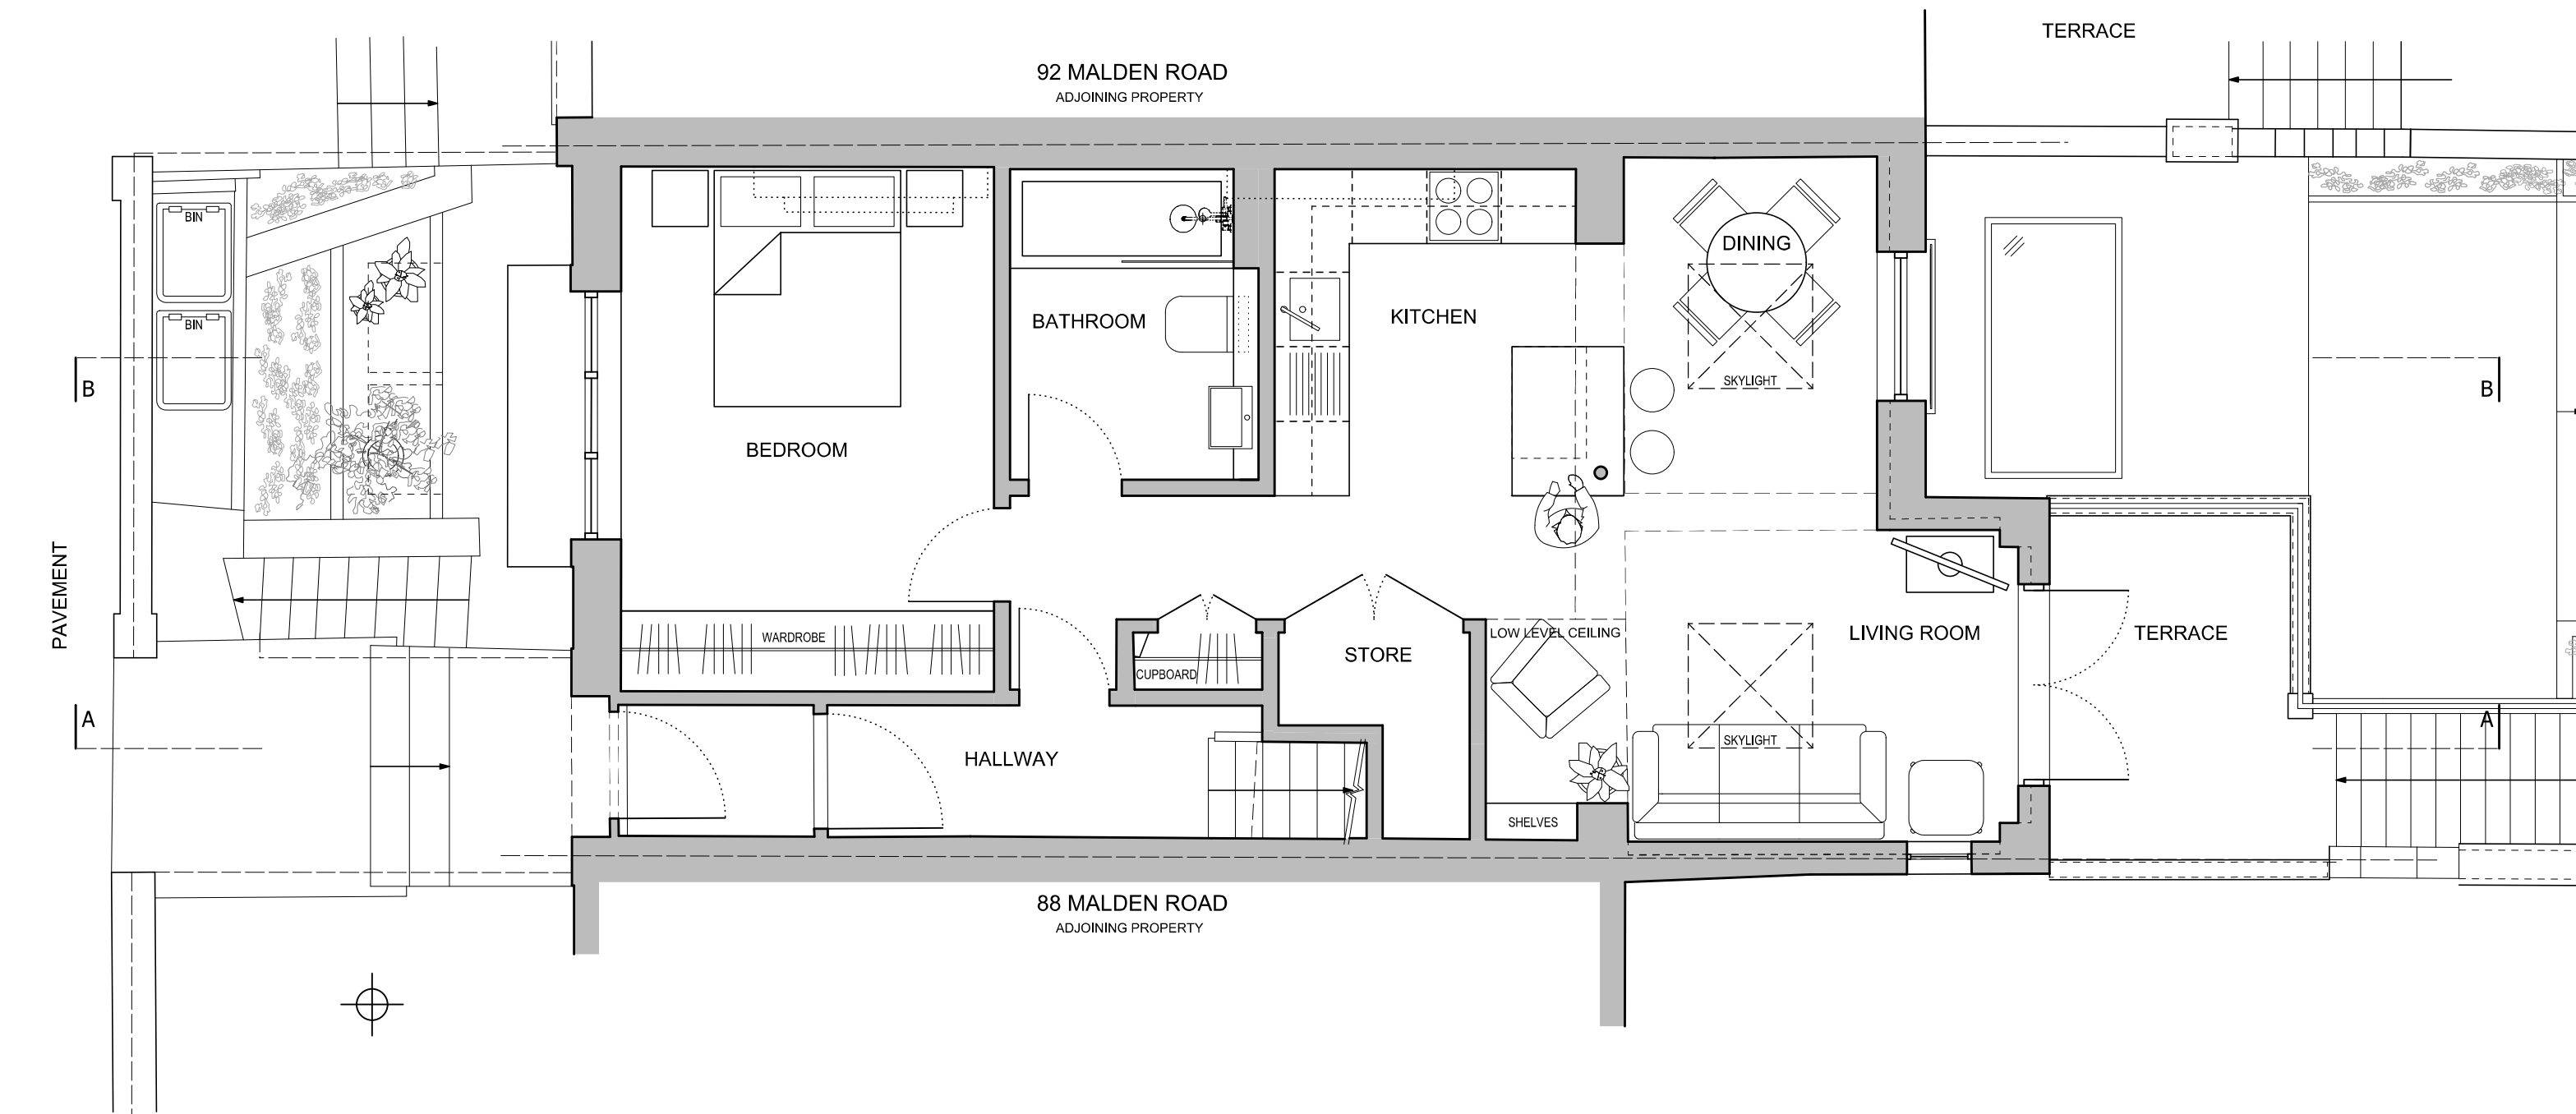 TERRACE
92 MALDEN ROAD
ADJOINING PROPERTY
BIN
BIN
DINING
BATHROOM
KITCHEN
SKYLIGHT
B
B
BEDROOM
PAVEMENT
WARDROBE
LOW LEVEL CEILING
LIVING ROOM
TERRACE
STORE
CUPBOARD
A
A
SKYLIGHT
HALLWAY
SHELVES
88 MALDEN ROAD
ADJOINING PROPERTY